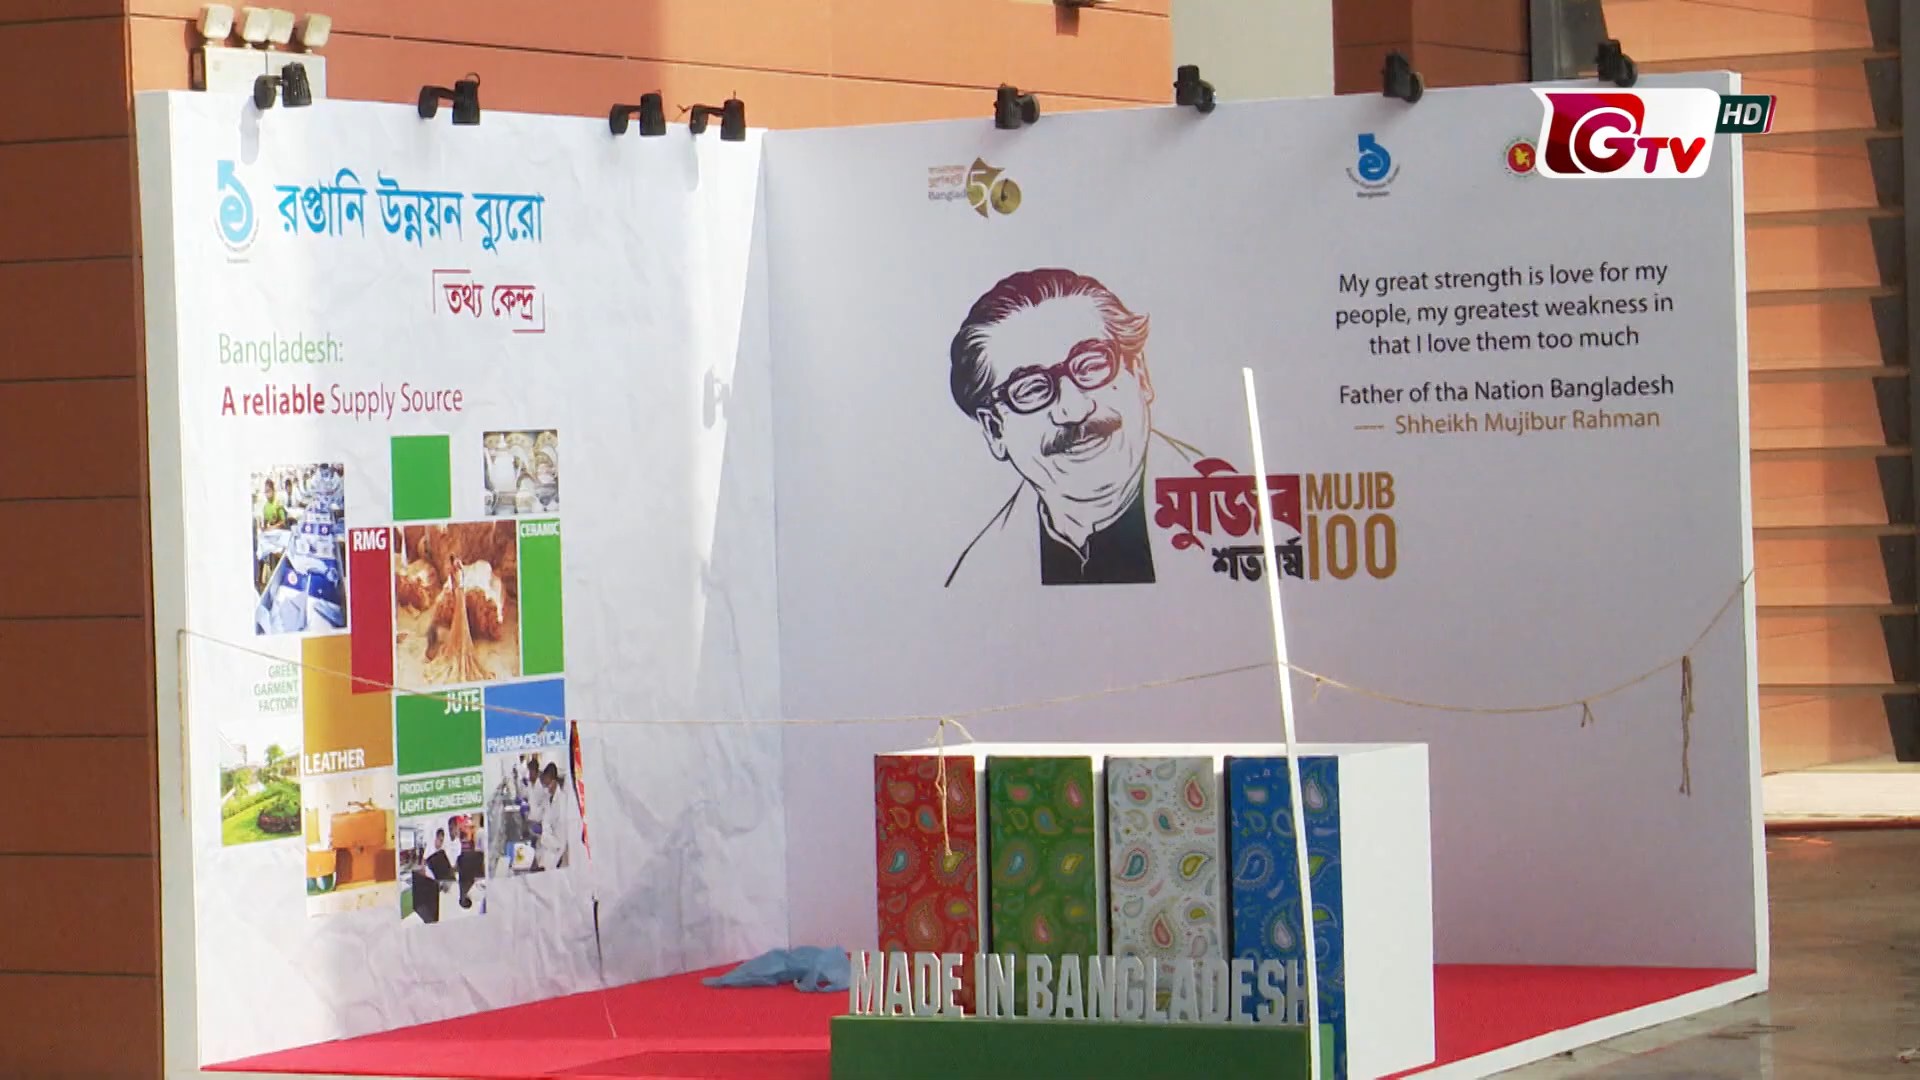 রপ্তানি উন্নয়ন ব্যুরো
তথ্য কেন্দ্র
Bangladesh:
A reliable Supply Source
RMG
CERAMIC
GREEN
GARMENT
FACTORY
JUTE
LEATHER
PHARMACEUTICAL
PRODUCT OF THE YEAR
LIGHT ENGINEERING
50
My great strength is love for my
people, my greatest weakness in
that I love them too much
Father of tha Nation Bangladesh
Shheikh Mujibur Rahman
মুজিব
শতবর্ষ
MUJIB
100
MADE IN BANGLADESH
GTV
HD